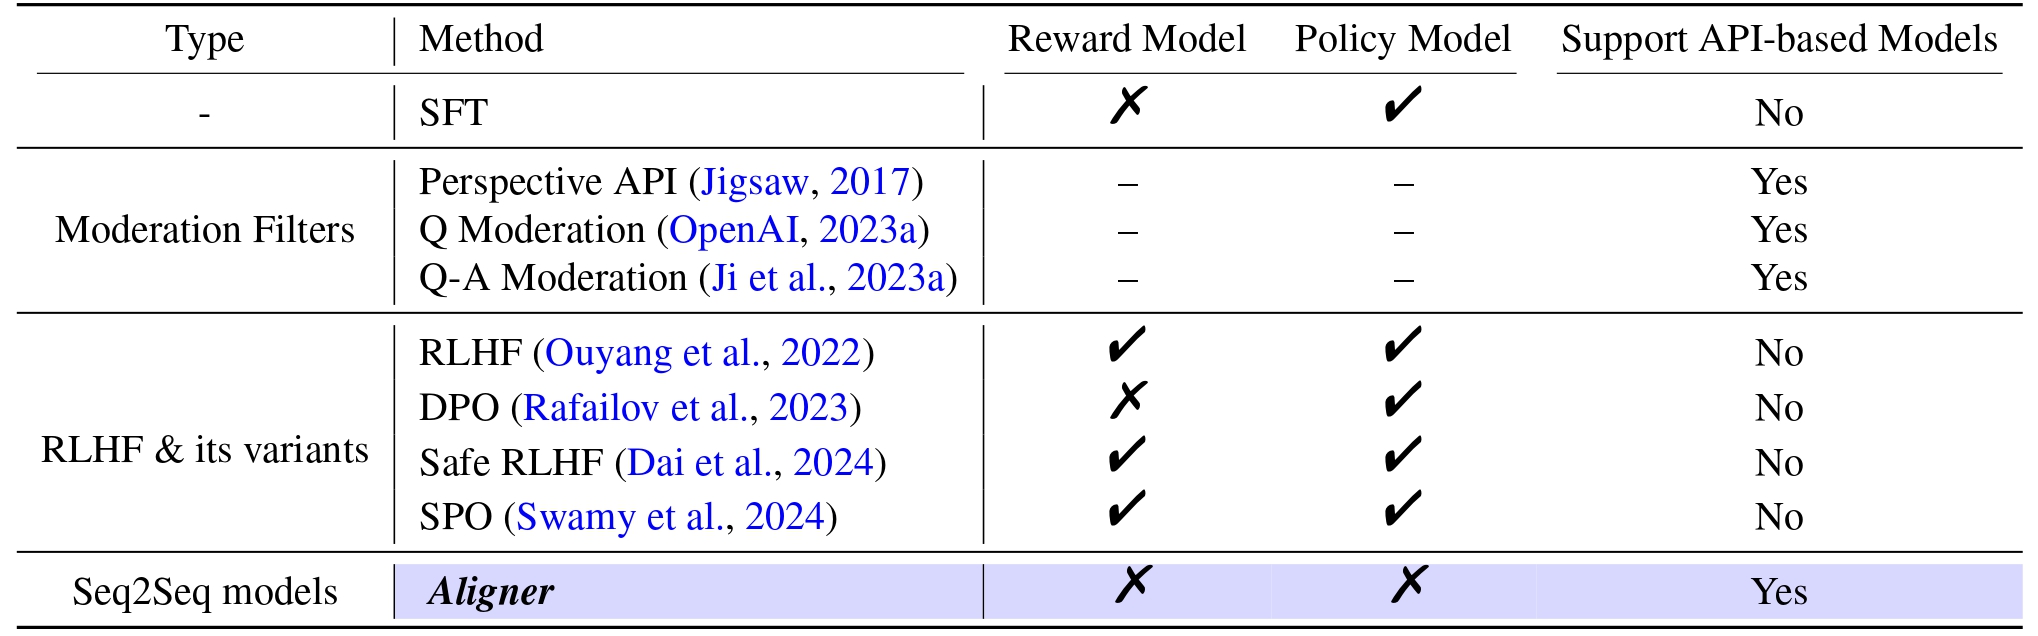 Type Method Reward Model Policy Model Support API-based Models
- SFT ✗ ✓ No
Perspective API (Jigsaw, 2017) – – Yes
Moderation Filters Q Moderation (OpenAI, 2023a) – – Yes
Q-A Moderation (Ji et al., 2023a) – – Yes
RLHF (Ouyang et al., 2022) ✓ ✓ No
DPO (Rafailov et al., 2023) ✗ ✓ No
RLHF & its variants
Safe RLHF (Dai et al., 2024) ✓ ✓ No
SPO (Swamy et al., 2024) ✓ ✓ No
Seq2Seq models Aligner ✗ ✗ Yes